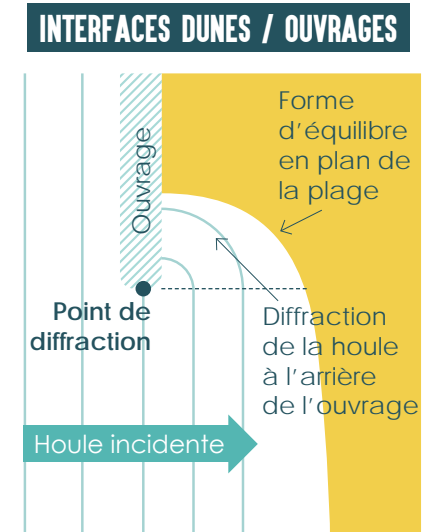 INTERFACES DUNES / OUVRAGES
Forme
d'équilibre
en plan de
la plage
Ouvrage
Point de
diffraction
Diffraction
de la houle
à l'arrière
de l'ouvrage
Houle incidente